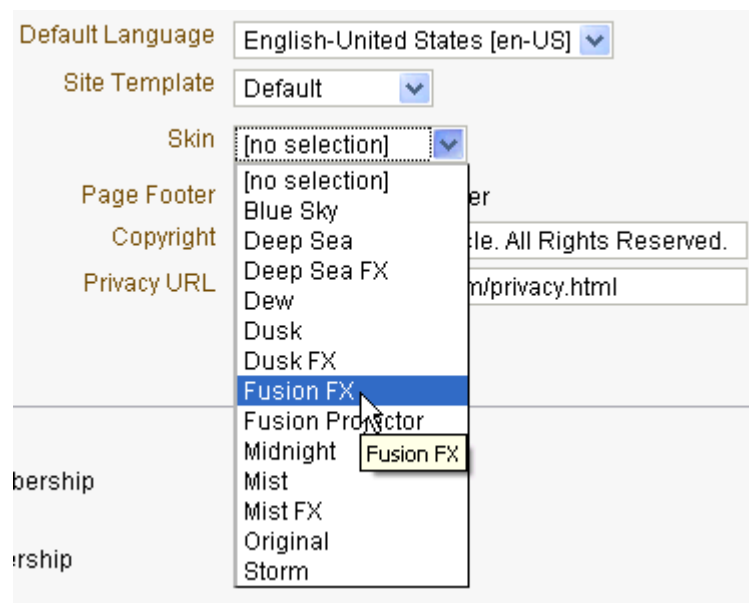 Default Language English-United States [en-US]
Site Template Default
Skin [no selection]
[no selection]
Page Footer er
Blue Sky
Copyright Deep Sea cle. All Rights Reserved.
Deep Sea FX
Privacy URL m/privacy.html
Dew
Dusk
Dusk FX
Fusion FX
Fusion Projector
Midnight Fusion FX
bership Mist
Mist FX
Original
ership Storm